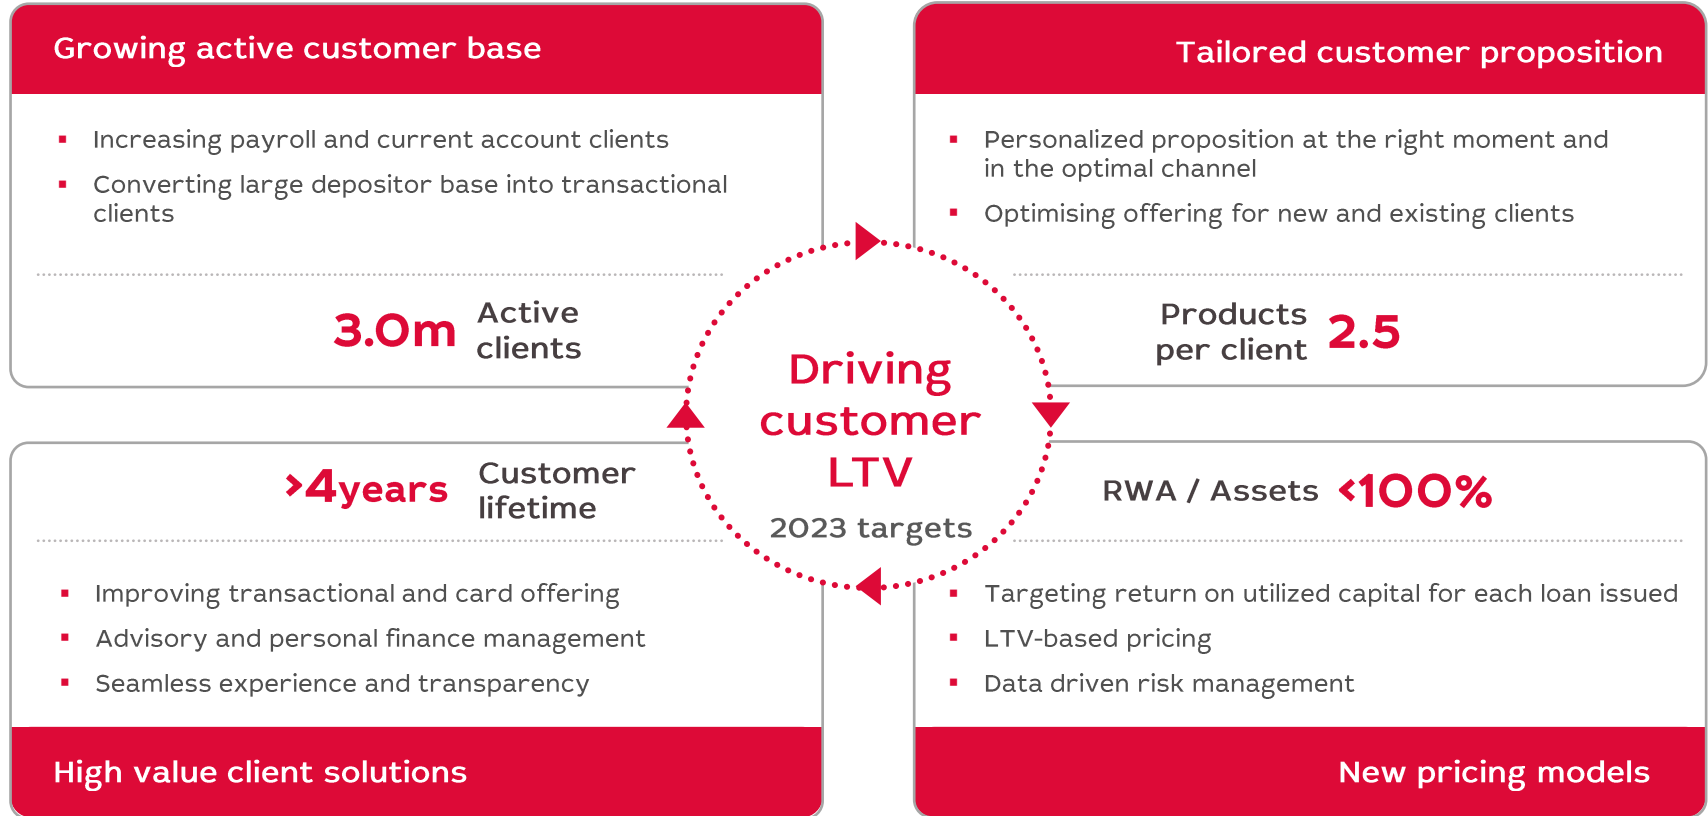 Growing active customer base
Increasing payroll and current account clients
Converting large depositor base into transactional
clients
3.0m Active
clients
Tailored customer proposition
Personalized proposition at the right moment and
in the optimal channel
Optimising offering for new and existing clients
Products
per client 2.5
Driving
customer
LTV
2023 targets
>4years Customer
lifetime
Improving transactional and card offering
Advisory and personal finance management
Seamless experience and transparency
High value client solutions
RWA / Assets <100%
Targeting return on utilized capital for each loan issued
LTV-based pricing
Data driven risk management
New pricing models